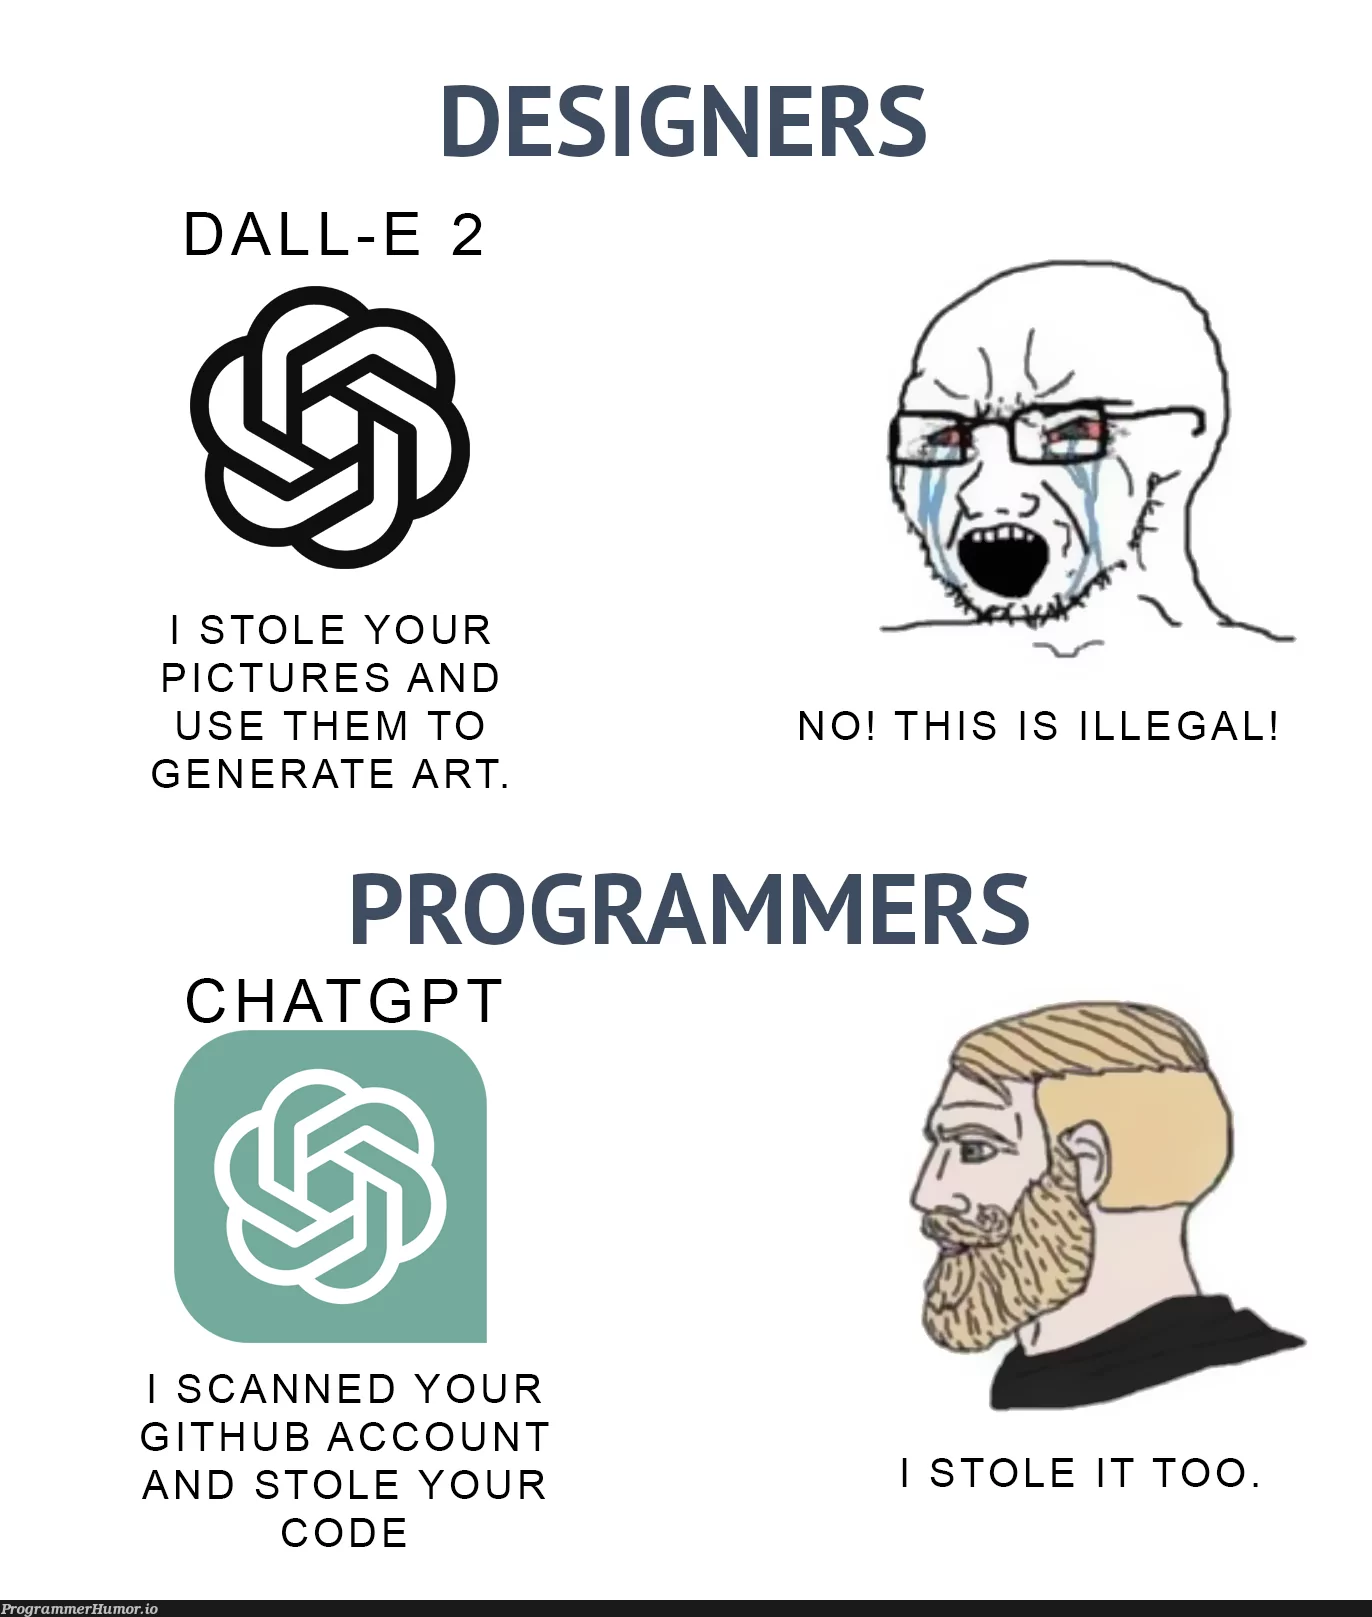 DESIGNERS
DALL-E 2
I STOLE YOUR
PICTURES AND
USE THEM TO
GENERATE ART.
NO! THIS IS ILLEGAL!
PROGRAMMERS
CHATGPT
I SCANNED YOUR
GITHUB ACCOUNT
AND STOLE YOUR
CODE
I STOLE IT TOO.
ProgrammerHumor.io